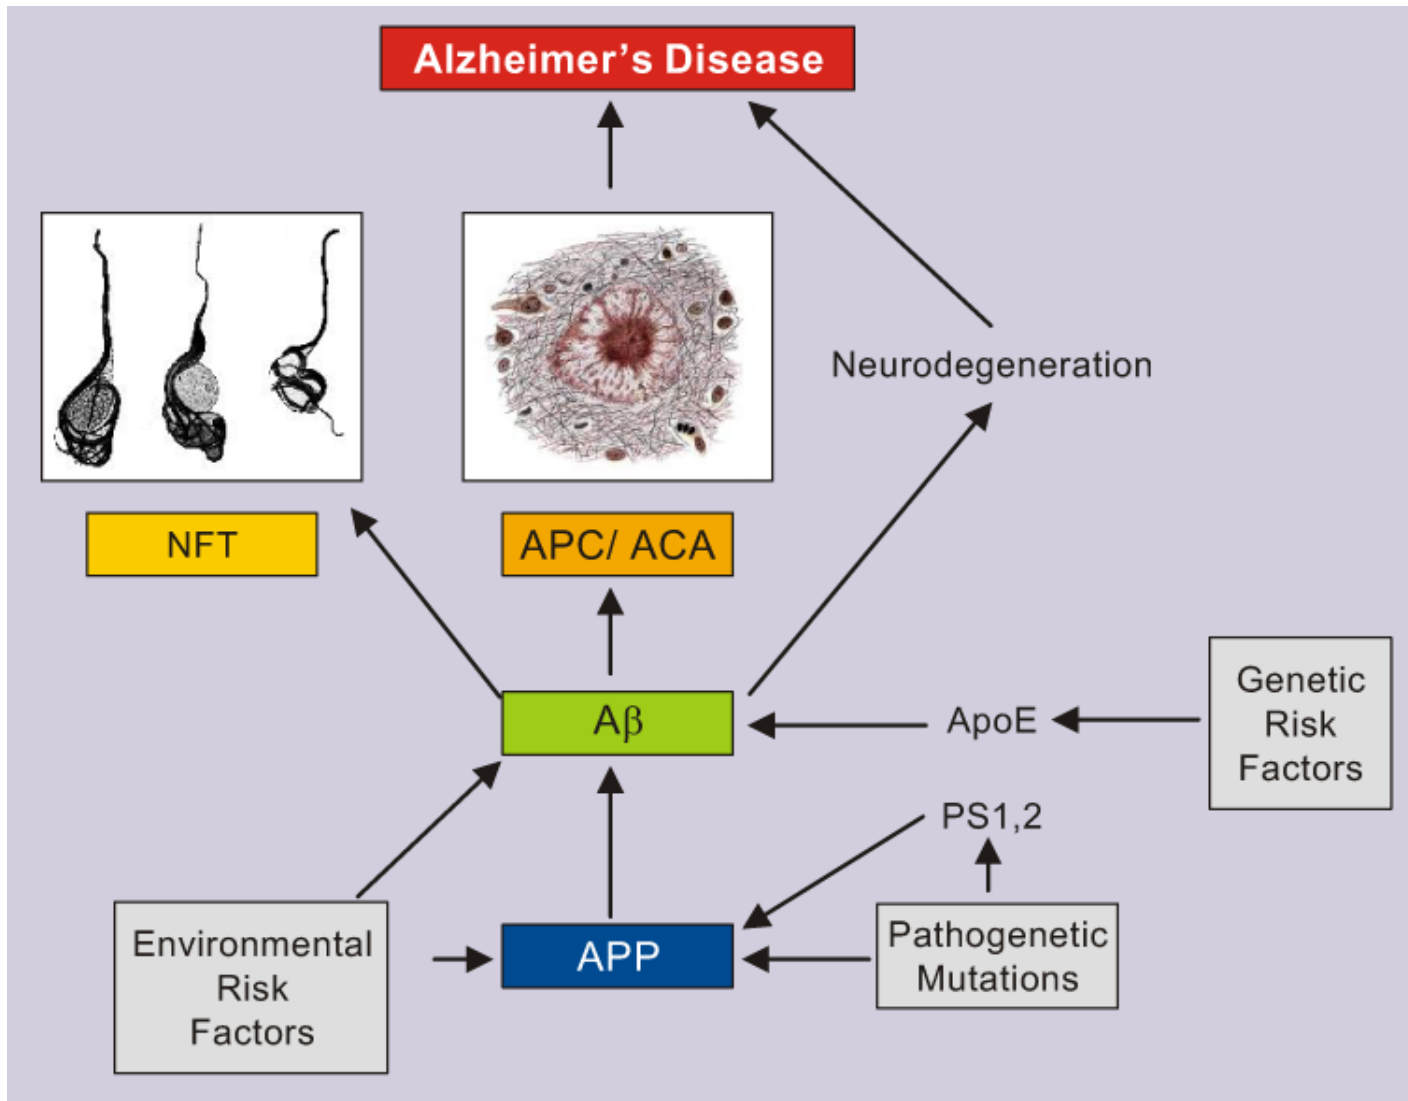 Alzheimer’s Disease
Neurodegeneration
NFT
APC/ ACA
Aβ
ApoE
Genetic
Risk
Factors
PS1,2
Environmental
Risk
Factors
APP
Pathogenetic
Mutations